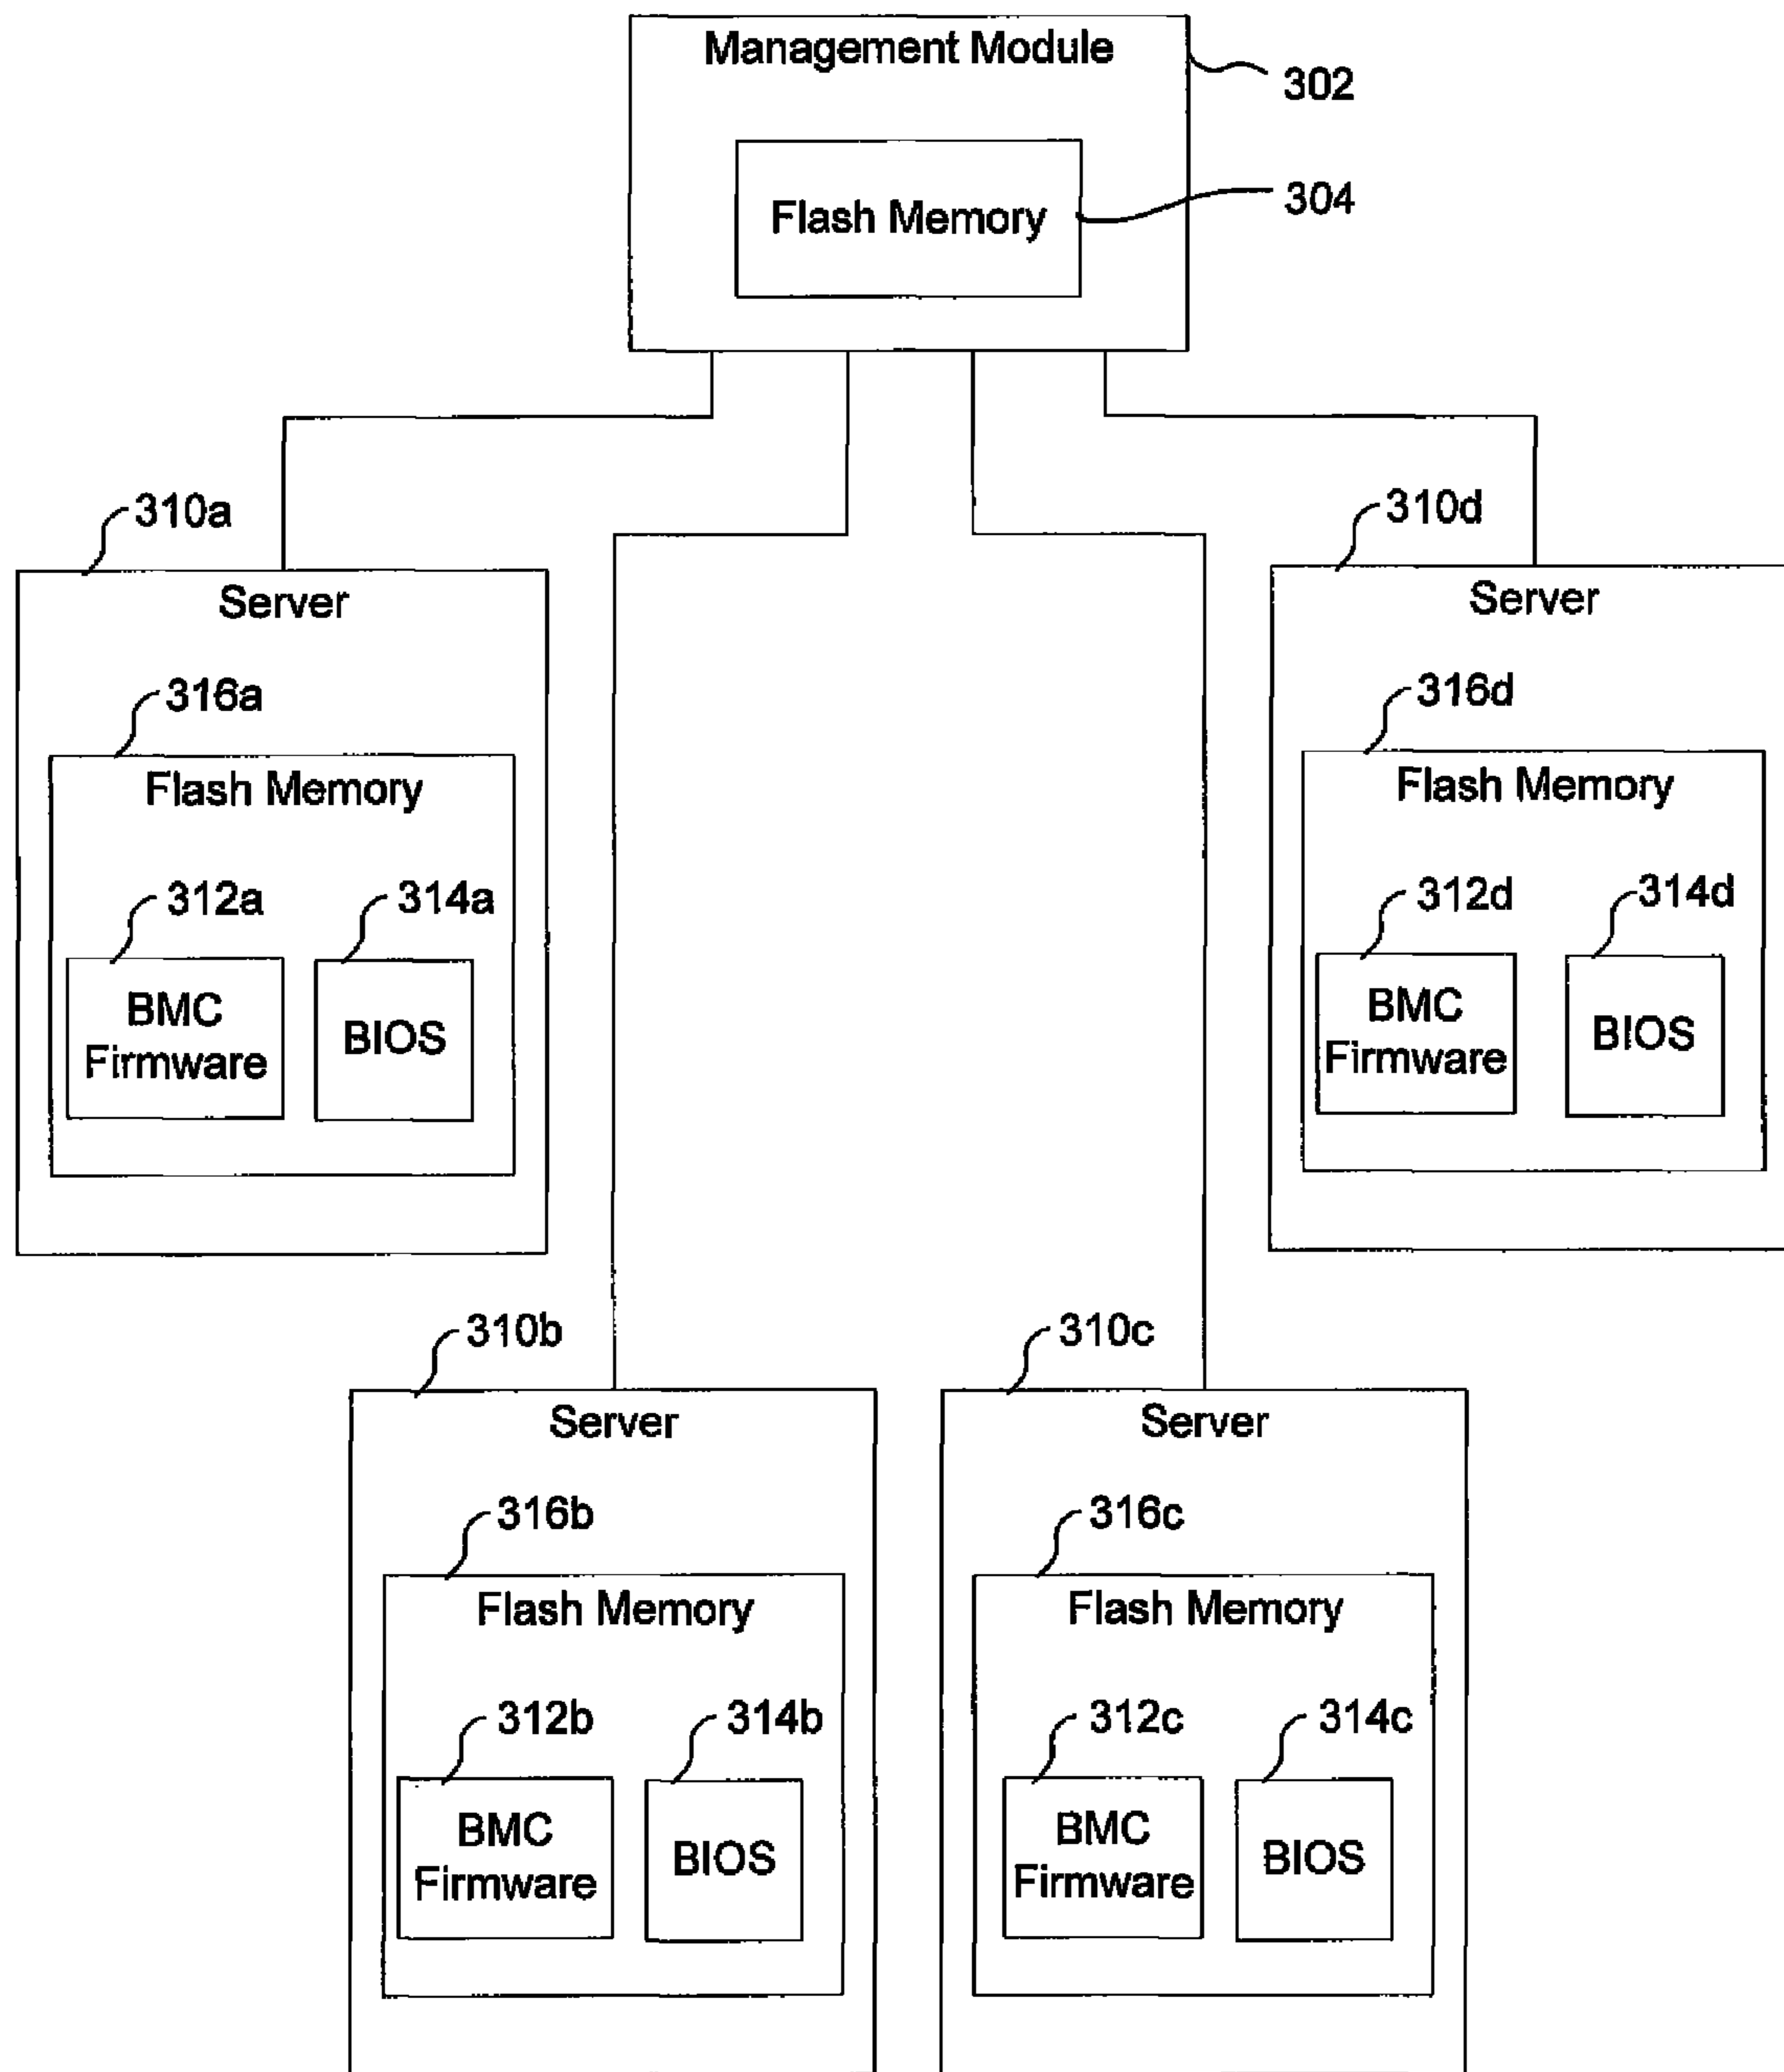 Management Module
302
Flash Memory
304
310a
Server
316a
Flash Memory
312a
314a
BMC
Firmware
BIOS
310d
Server
316d
Flash Memory
312d
314d
BMC
Firmware
BIOS
310b
Server
316b
Flash Memory
312b
314b
BMC
Firmware
BIOS
310c
Server
316c
Flash Memory
312c
314c
BMC
Firmware
BIOS